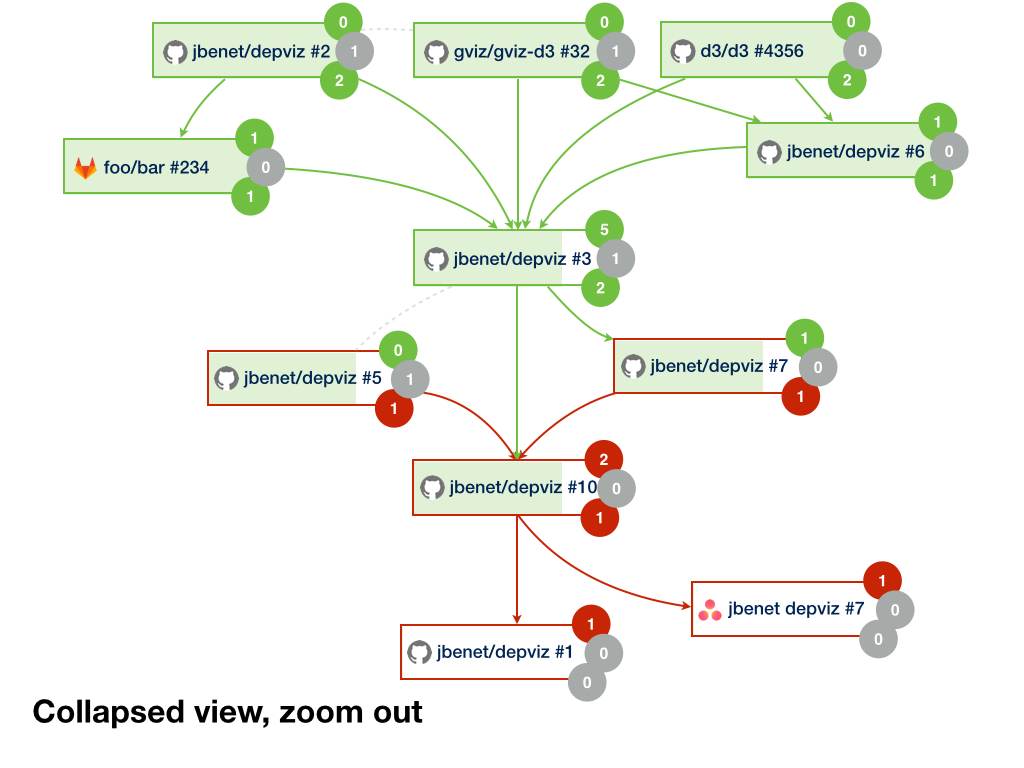 0 0 0
jbenet/depviz #2 1 gviz/gviz-d3 #32 1 d3/d3 #4356 0
2 2 2
1 1
foo/bar #234 0 jbenet/depviz #6 0
1 1
5
jbenet/depviz #3 1
2
0 1
jbenet/depviz #5 1 jbenet/depviz #7 0
1 1
2
jbenet/depviz #10 0
1
1
jbenet depviz #7 0
0
1
jbenet/depviz #1 0
0
Collapsed view, zoom out